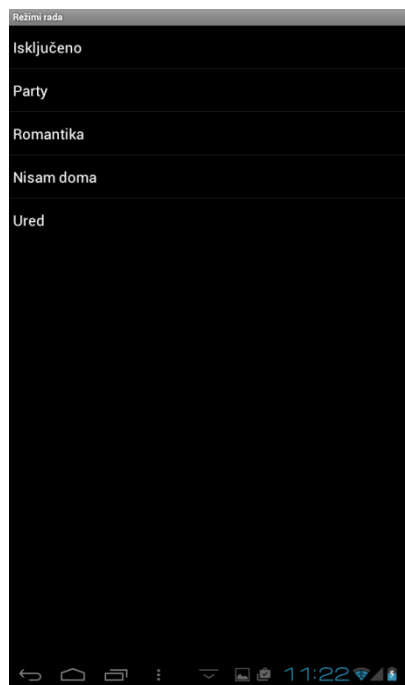 Režimi rada
Isključeno
Party
Romantika
Nisam doma
Ured
11:22